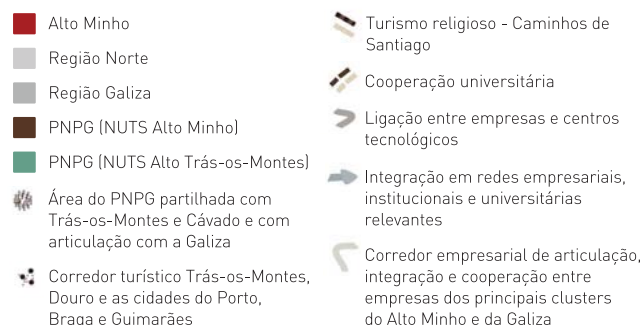 Alto Minho
Região Norte
Região Galiza
PNPG (NUTS Alto Minho)
PNPG (NUTS Alto Trás-os-Montes)
Área do PNPG partilhada com
Trás-os-Montes e Cávado e com
articulação com a Galiza
Corredor turístico Trás-os-Montes,
Douro e as cidades do Porto,
Braga e Guimarães
Turismo religioso - Caminhos de
Santiago
Cooperação universitária
Ligação entre empresas e centros
tecnológicos
Integração em redes empresariais,
institucionais e universitárias
relevantes
Corredor empresarial de articulação,
integração e cooperação entre
empresas dos principais clusters
do Alto Minho e da Galiza